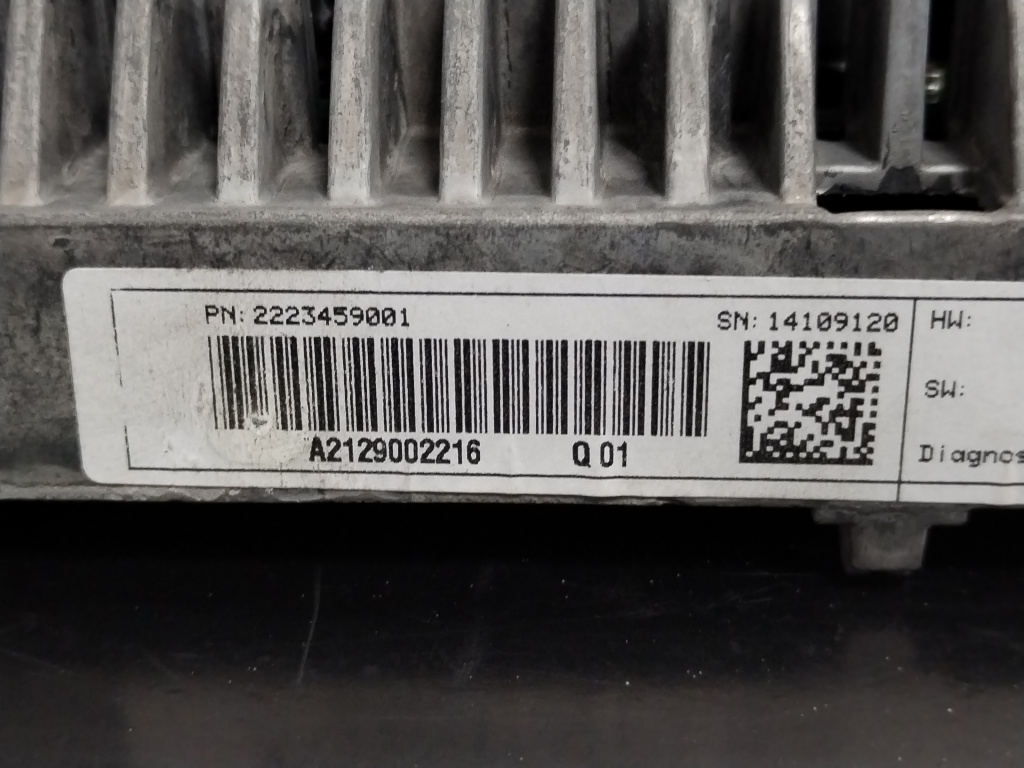 PN: 2223459001
SN: 14109120
A2129002216 Q 01
HW:
SW:
Diagnos